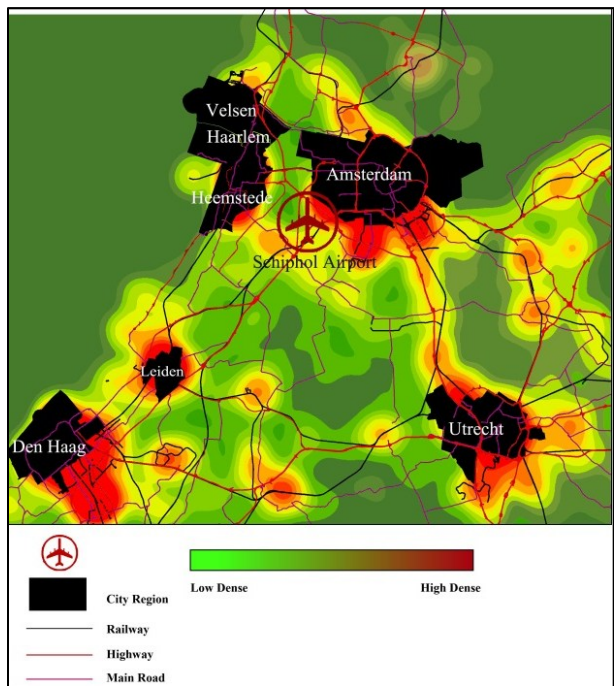 Velsen
Haarlem
Amsterdam
Heemstede
Schiphol Airport
Leiden
Den Haag
Utrecht
Low Dense High Dense
City Region
Railway
Highway
Main Road